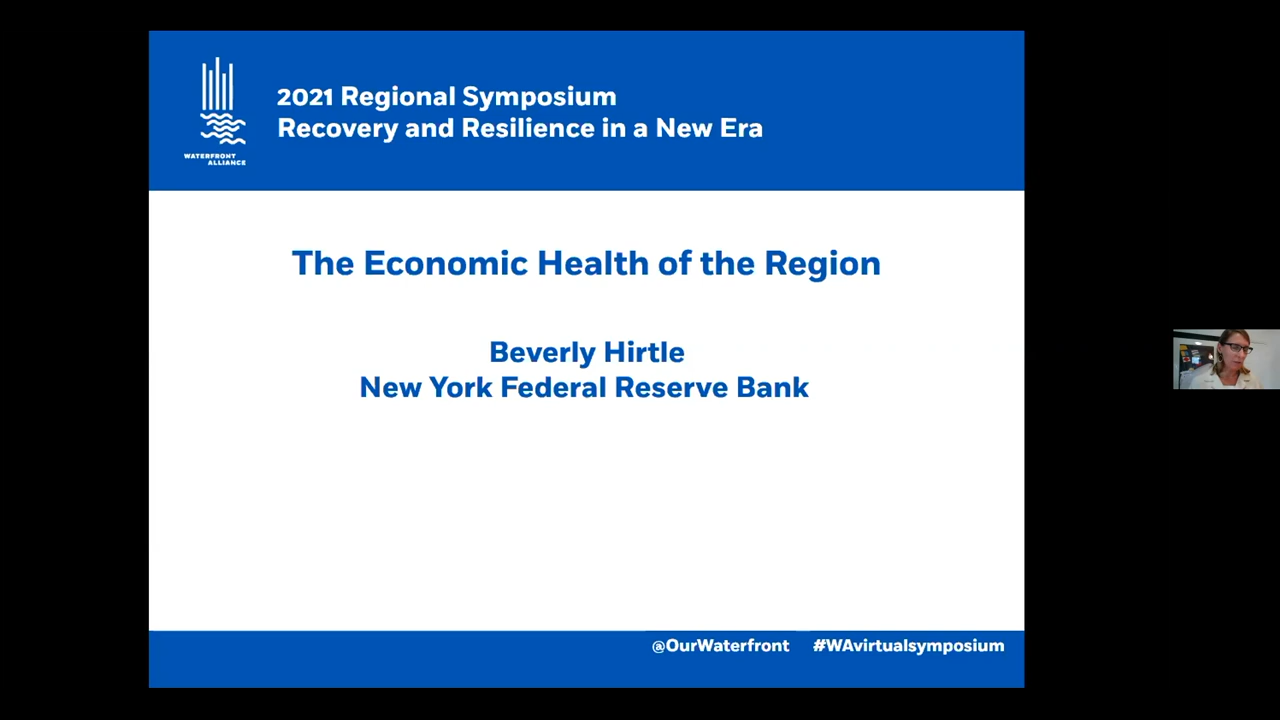 2021 Regional Symposium
Recovery and Resilience in a New Era
WATERFRONT
ALLIANCE
The Economic Health of the Region
Beverly Hirtle
New York Federal Reserve Bank
@OurWaterfront #WAvirtualsymposium